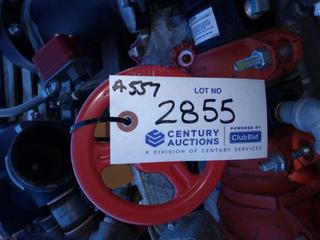 A557
LOT NO
2855
CENTURY AUCTIONS
POWERED BY
ClubBid
A DIVISION OF CENTURY SERVICES